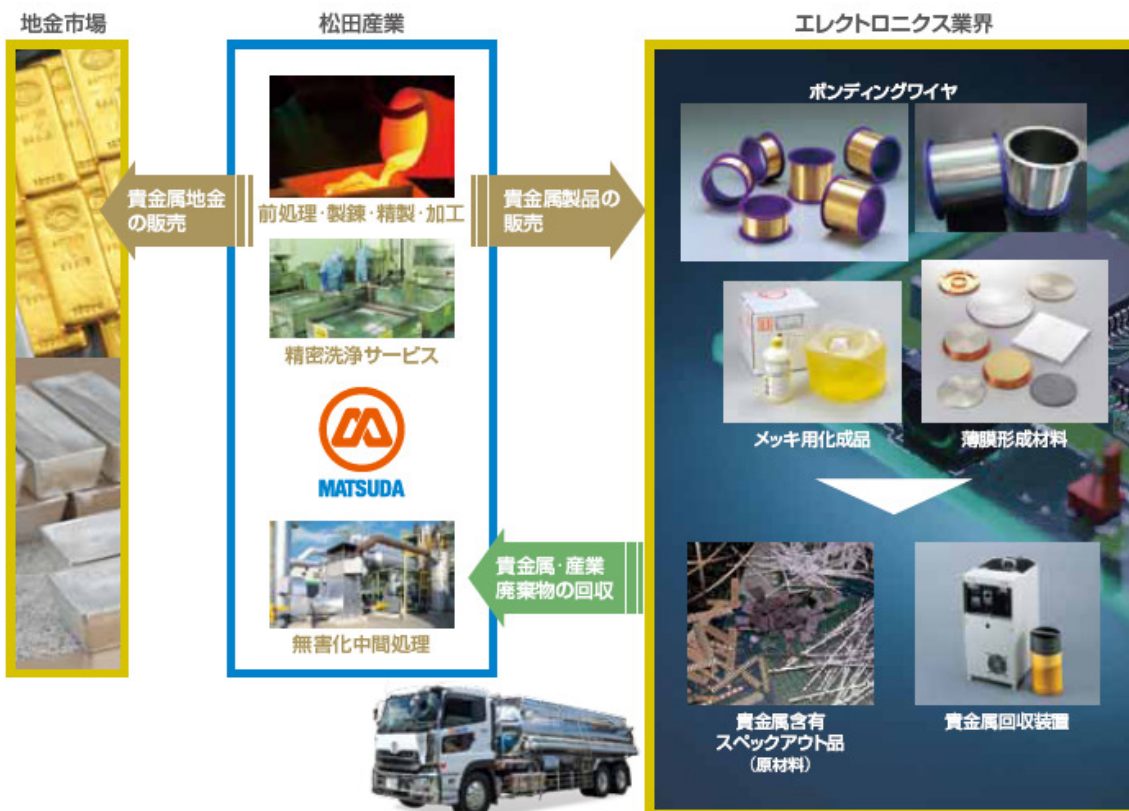 地金市場
松田産業
エレクトロニクス業界
貴金属地金
の販売
前処理・製錬・精製・加工
精密洗浄サービス
MATSUDA
無害化中間処理
貴金属製品の
販売
貴金属・産業
廃棄物の回収
ボンディングワイヤ
メッキ用化成品
薄膜形成材料
貴金属含有
スペックアウト品
（原材料）
貴金属回収装置